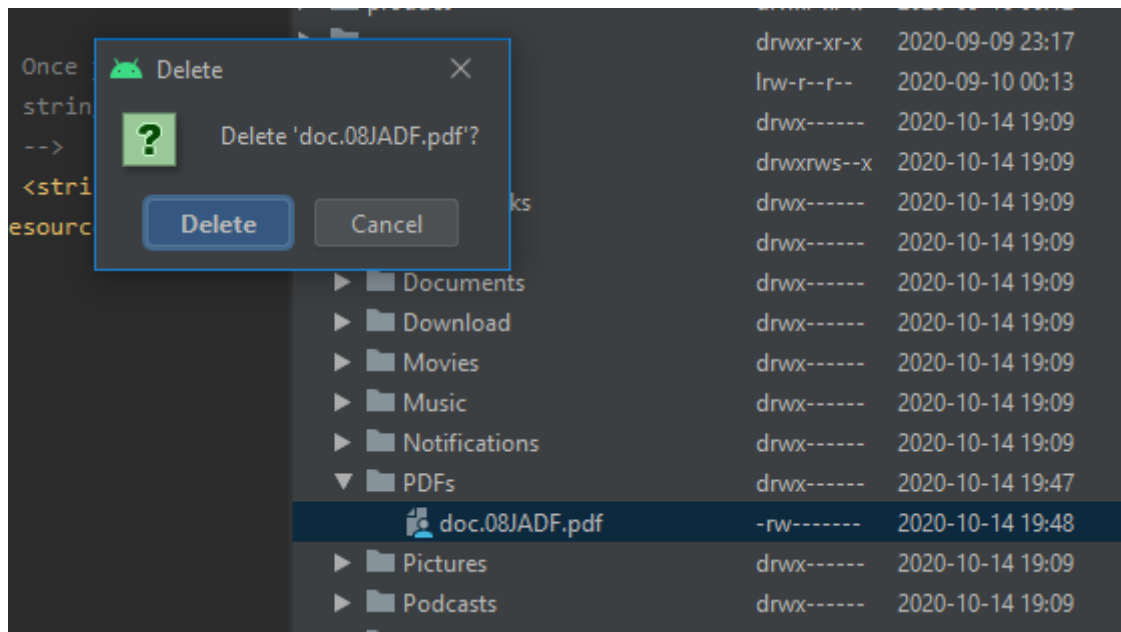 drwxr-xr-x 2020-09-09 23:17
Once
Delete
lrw-r--r-- 2020-09-10 00:13
Delete 'doc.08JADF.pdf'?
drwx------ 2020-10-14 19:09
-->
drwxrws--x 2020-10-14 19:09
Delete Cancel
drwx------ 2020-10-14 19:09
drwx------ 2020-10-14 19:09
Documents drwx------ 2020-10-14 19:09
Download drwx------ 2020-10-14 19:09
Movies drwx------ 2020-10-14 19:09
Music drwx------ 2020-10-14 19:09
Notifications drwx------ 2020-10-14 19:09
PDFs drwx------ 2020-10-14 19:47
doc.08JADF.pdf -rw------- 2020-10-14 19:48
Pictures drwx------ 2020-10-14 19:09
Podcasts drwx------ 2020-10-14 19:09